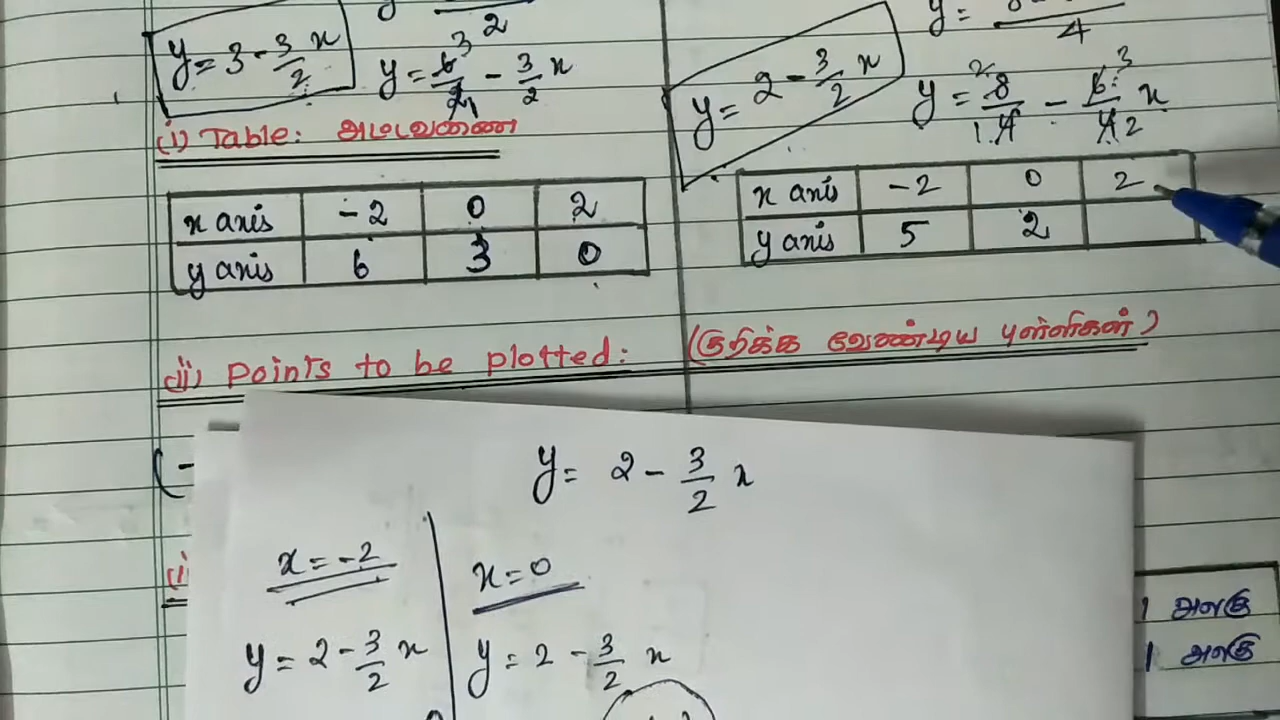 y = 3 - 3/2 x
y = 6/2 - 3/2 x
(i) Table: அட்டவணை
x axis -2 0 2
y axis 6 3 0
y = 2 - 3/2 x
y = 8/4 - 6/4 x
x axis -2 0 2
y axis 5 2
(ii) Points to be plotted: (குறிக்க வேண்டிய புள்ளிகள்)
y = 2 - 3/2 x
x = -2
y = 2 - 3/2 x
x = 0
y = 2 - 3/2 x
1 அலகு
1 அலகு